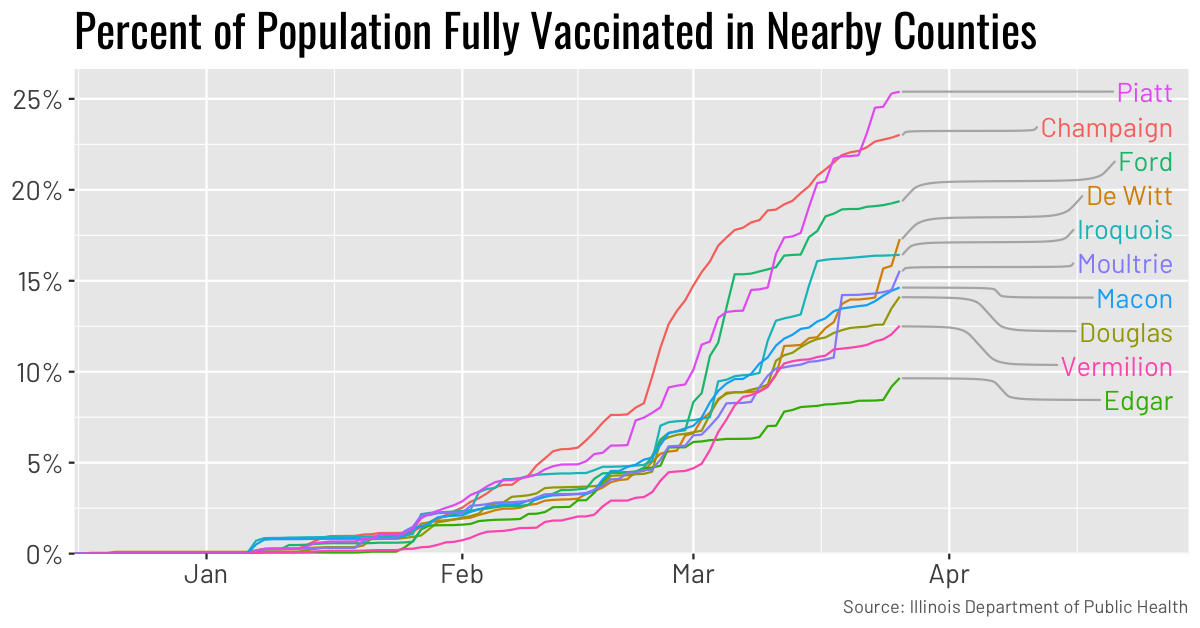 Percent of Population Fully Vaccinated in Nearby Counties
25%
20%
15%
10%
5%
0%
Piatt
Champaign
Ford
De Witt
Iroquois
Moultrie
Macon
Douglas
Vermilion
Edgar
Jan Feb Mar Apr
Source: Illinois Department of Public Health